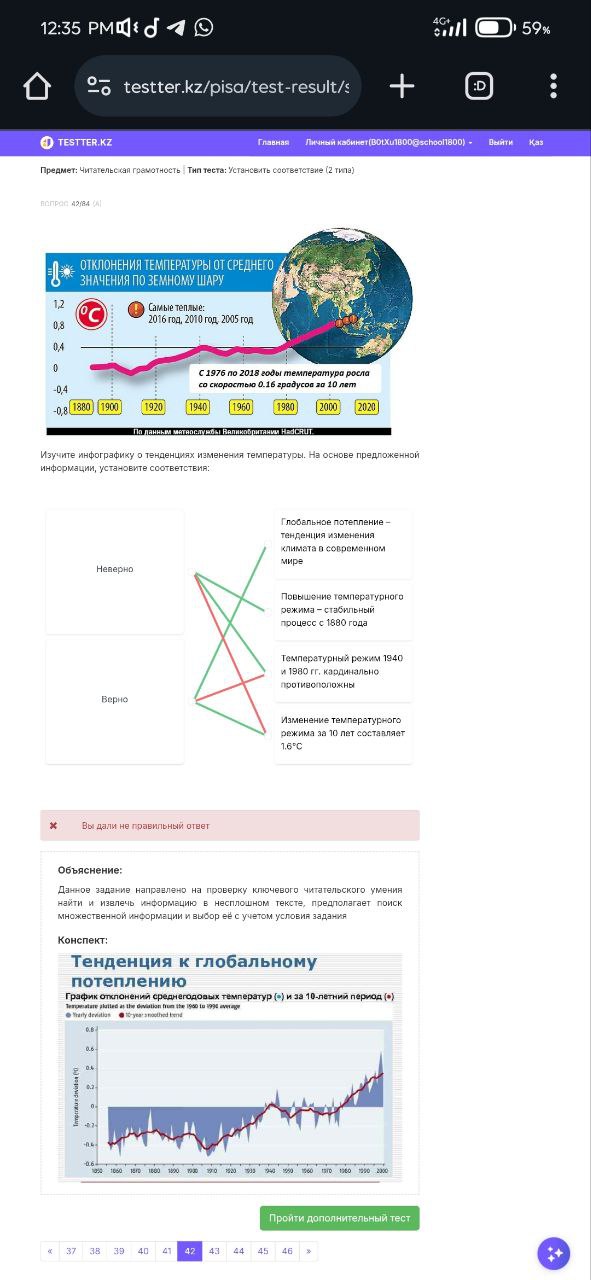 12:35 PM
4G+
59%
testter.kz/pisa/test-result/s
:D
TESTTER.KZ
Главная Личный кабинет(B0tXu1800@school1800) Выйти Қаз
Предмет: Читательская грамотность | Тип теста: Установить соответствие (2 типа)
ВОПРОС 42/84 (A)
ОТКЛОНЕНИЯ ТЕМПЕРАТУРЫ ОТ СРЕДНЕГО
ЗНАЧЕНИЯ ПО ЗЕМНОМУ ШАРУ
1,2
0,8
0,4
0
-0,4
-0,8
°C
Самые теплые:
2016 год, 2010 год, 2005 год
С 1976 по 2018 годы температура росла
со скоростью 0.16 градусов за 10 лет
1880 1900 1920 1940 1960 1980 2000 2020
По данным метеослужбы Великобритании HadCRUT.
Изучите инфографику о тенденциях изменения температуры. На основе предложенной
информации, установите соответствия:
Неверно
Верно
Глобальное потепление –
тенденция изменения
климата в современном
мире
Повышение температурного
режима – стабильный
процесс с 1880 года
Температурный режим 1940
и 1980 гг. кардинально
противоположны
Изменение температурного
режима за 10 лет составляет
1.6°С
Вы дали не правильный ответ
Объяснение:
Данное задание направлено на проверку ключевого читательского умения
найти и извлечь информацию в несплошном тексте, предполагает поиск
множественной информации и выбор её с учетом условия задания
Конспект:
Тенденция к глобальному
потеплению
График отклонений среднегодовых температур (•) и за 10-летний период (•)
Temperature plotted as the deviation from the 1960 to 1990 average
Yearly deviation 10-year smoothed trend
Temperature deviation (°C)
0.8
0.6
0.4
0.2
0
-0.2
-0.4
-0.6
1850 1860 1870 1880 1890 1900 1910 1920 1930 1940 1950 1960 1970 1980 1990 2000
Пройти дополнительный тест
« 37 38 39 40 41 42 43 44 45 46 »